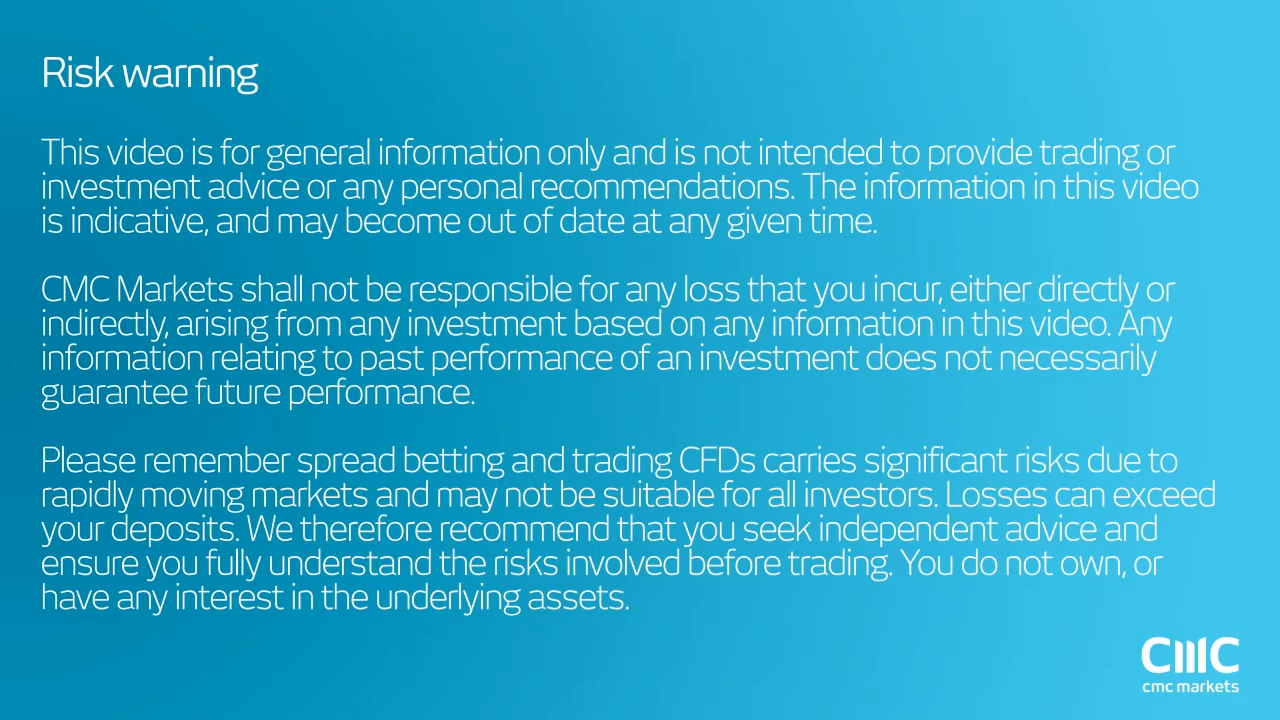 Risk warning
This video is for general information only and is not intended to provide trading or
investment advice or any personal recommendations. The information in this video
is indicative, and may become out of date at any given time.
CMC Markets shall not be responsible for any loss that you incur, either directly or
indirectly, arising from any investment based on any information in this video. Any
information relating to past performance of an investment does not necessarily
guarantee future performance.
Please remember spread betting and trading CFDs carries significant risks due to
rapidly moving markets and may not be suitable for all investors. Losses can exceed
your deposits. We therefore recommend that you seek independent advice and
ensure you fully understand the risks involved before trading. You do not own, or
have any interest in the underlying assets.
CMC
cmc markets